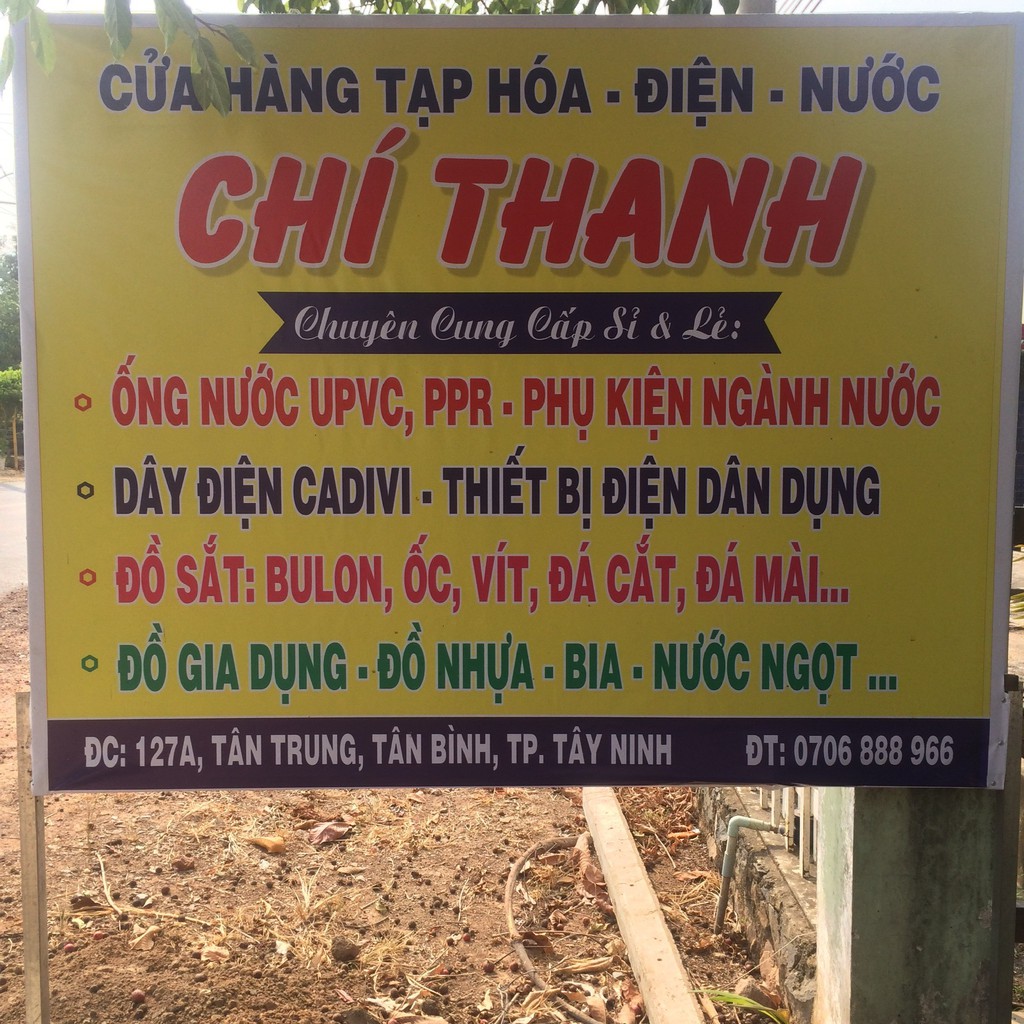 CỬA HÀNG TẠP HÓA - ĐIỆN - NƯỚC
CHÍ THANH
Chuyên Cung Cấp Sỉ & Lẻ:
ỐNG NƯỚC UPVC, PPR - PHỤ KIỆN NGÀNH NƯỚC
DÂY ĐIỆN CADIVI - THIẾT BỊ ĐIỆN DÂN DỤNG
ĐỒ SẮT: BULON, ỐC, VÍT, ĐÁ CẮT, ĐÁ MÀI...
ĐỒ GIA DỤNG - ĐỒ NHỰA - BIA - NƯỚC NGỌT ...
ĐC: 127A, TÂN TRUNG, TÂN BÌNH, TP. TÂY NINH ĐT: 0706 888 966